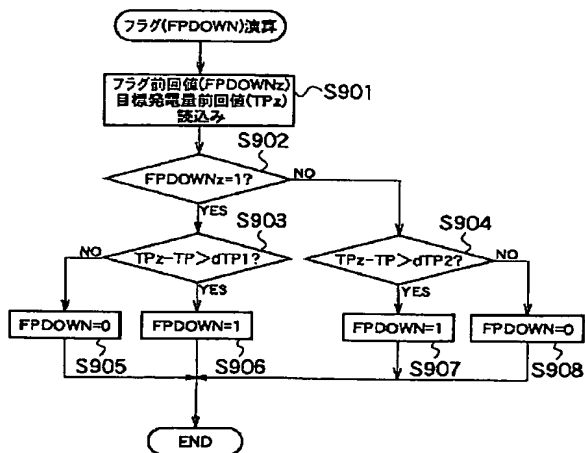 フラグ(FPDOWN)演算
フラグ前回値(FPDOWNz)
目標発電量前回値(TPz)
読込み
S901
S902
FPDOWNz=1?
NO
YES
S903
S904
NO
TPz-TP>dTP1?
TPz-TP>dTP2?
NO
YES
YES
FPDOWN=0
FPDOWN=1
FPDOWN=1
FPDOWN=0
S905
S906
S907
S908
END